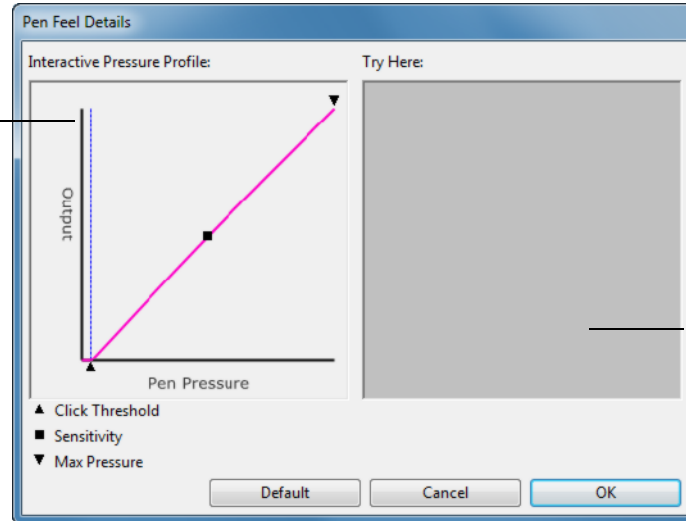 Pen Feel Details
Interactive Pressure Profile:
Try Here:
Output
Pen Pressure
Click Threshold
Sensitivity
Max Pressure
Default
Cancel
OK